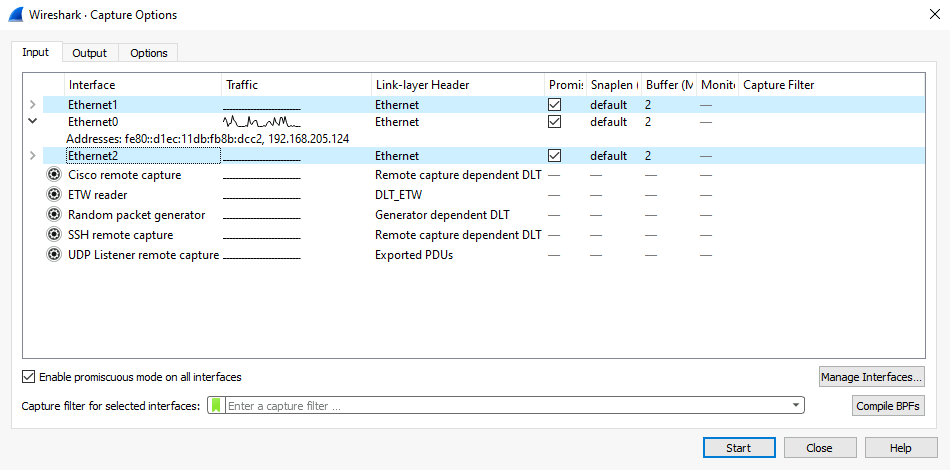 Wireshark · Capture Options
Input Output Options
Interface Traffic Link-layer Header Promis Snaplen ( Buffer (M Monito Capture Filter
Ethernet1 Ethernet default 2 —
Ethernet0 Ethernet default 2 —
Addresses: fe80::d1ec:11db:fb8b:dcc2, 192.168.205.124
Ethernet2 Ethernet default 2 —
Cisco remote capture Remote capture dependent DLT — — — —
ETW reader DLT_ETW — — — —
Random packet generator Generator dependent DLT — — — —
SSH remote capture Remote capture dependent DLT — — — —
UDP Listener remote capture Exported PDUs — — — —
Enable promiscuous mode on all interfaces Manage Interfaces...
Capture filter for selected interfaces: Enter a capture filter ... Compile BPFs
Start Close Help